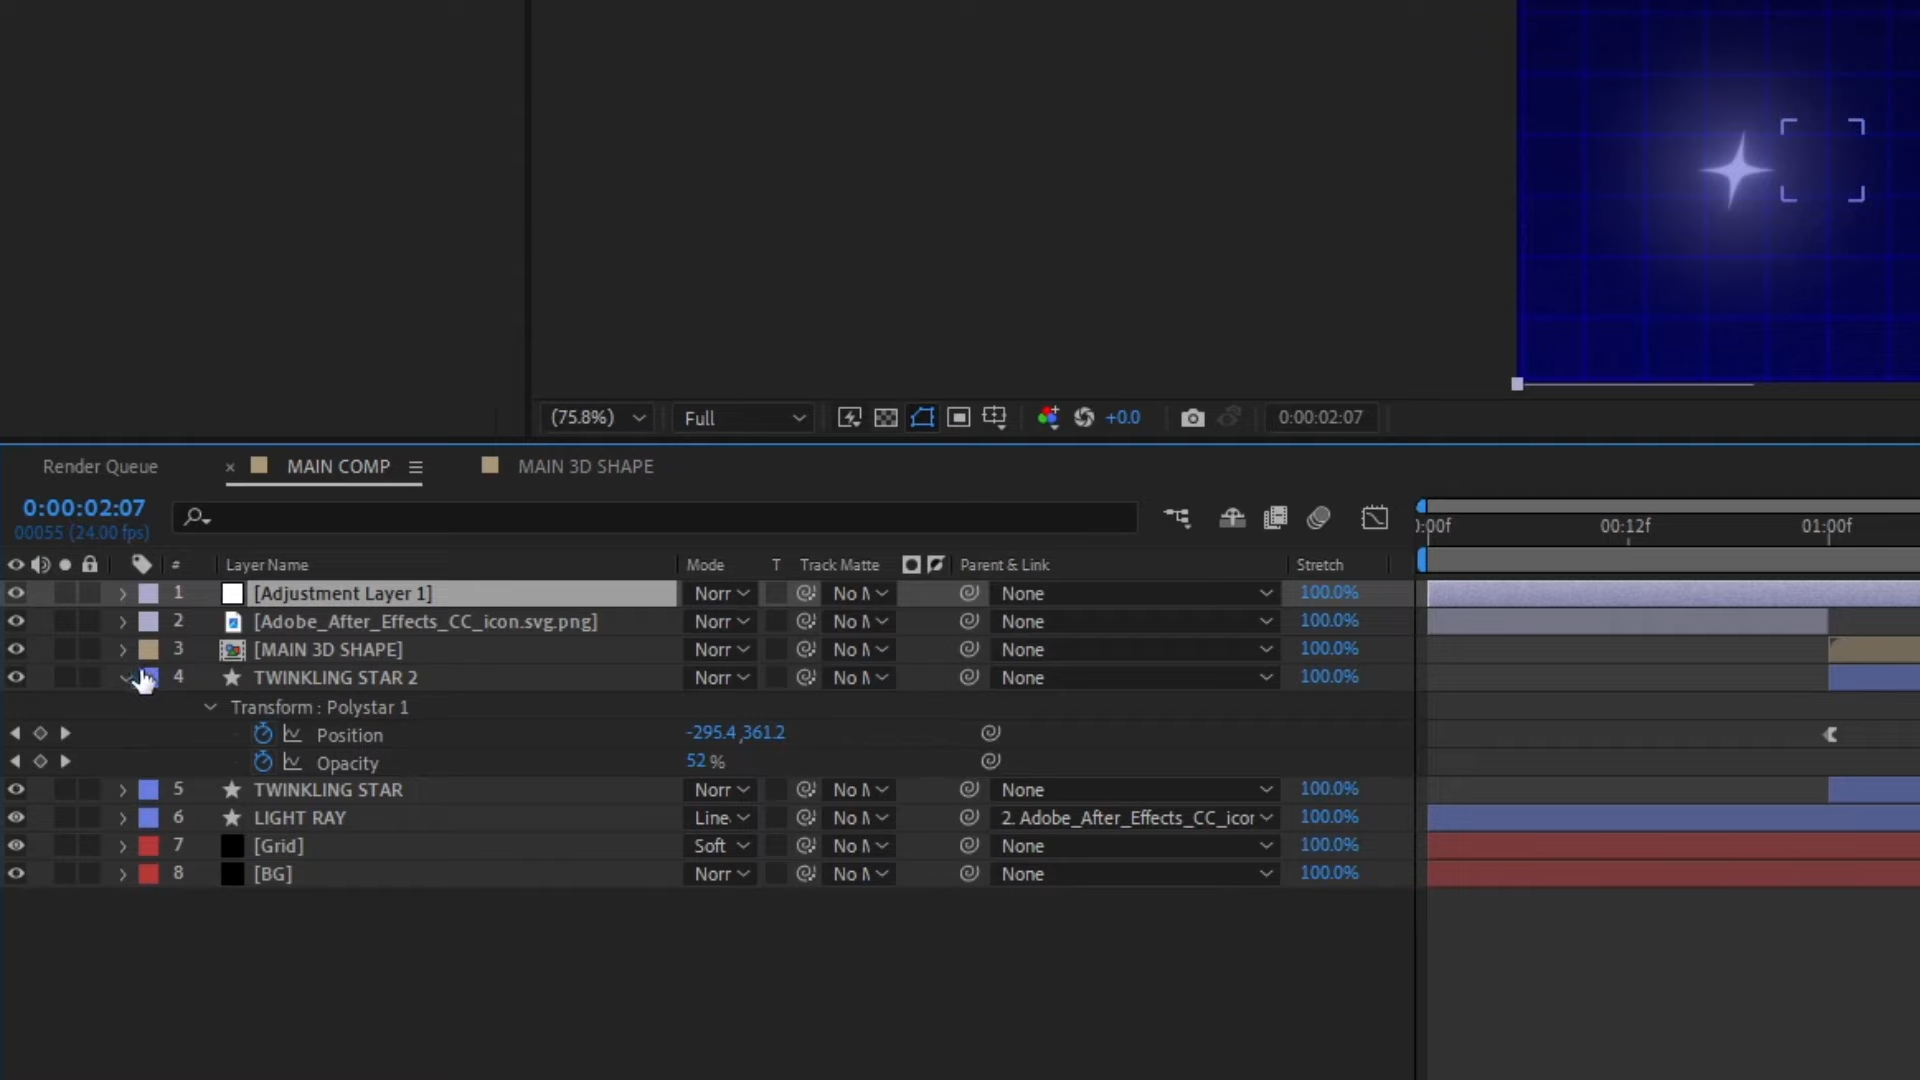 (75.8%) Full +0.0 0:00:02:07
Render Queue × MAIN COMP MAIN 3D SHAPE
0:00:02:07
00055 (24.00 fps)
):00f 00:12f 01:00f
# Layer Name Mode T Track Matte Parent & Link Stretch
1 [Adjustment Layer 1] Norr No M None 100.0%
2 [Adobe_After_Effects_CC_icon.svg.png] Norr No M None 100.0%
3 [MAIN 3D SHAPE] Norr No M None 100.0%
4 TWINKLING STAR 2 Norr No M None 100.0%
Transform : Polystar 1
Position -295.4,361.2
Opacity 52 %
5 TWINKLING STAR Norr No M None 100.0%
6 LIGHT RAY Line No M 2. Adobe_After_Effects_CC_icor 100.0%
7 [Grid] Soft No M None 100.0%
8 [BG] Norr No M None 100.0%